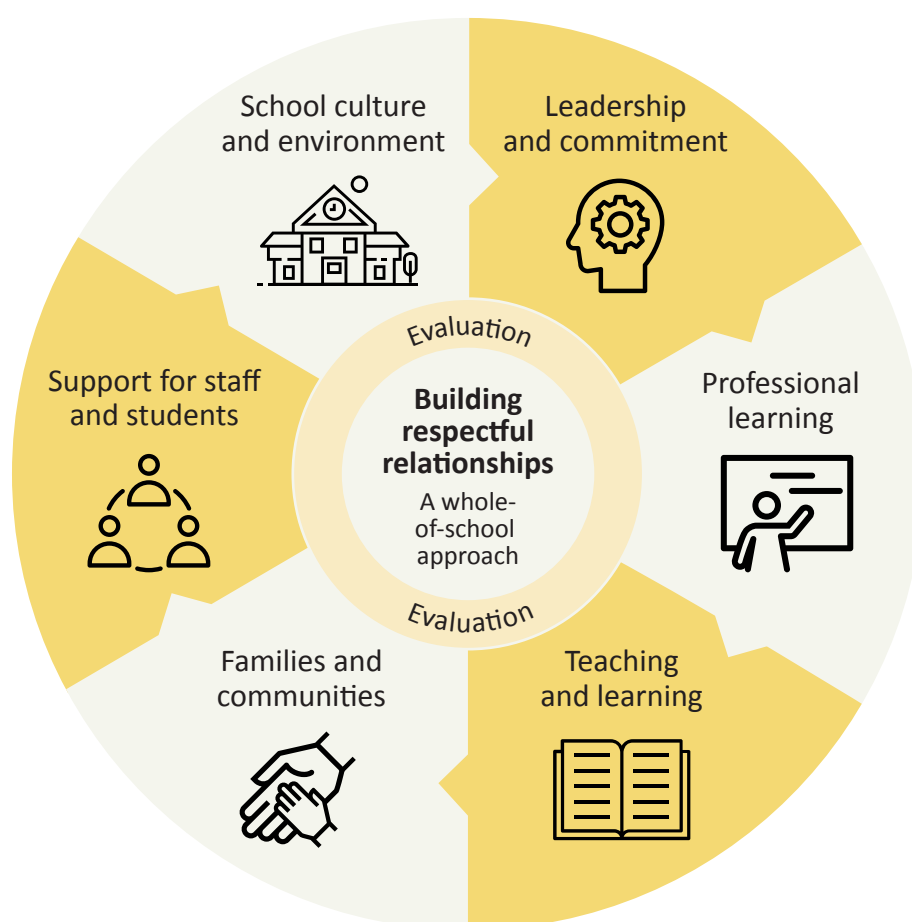 School culture
and environment
Leadership
and commitment
Professional
learning
Teaching
and learning
Families and
communities
Support for staff
and students
Evaluation
Building
respectful
relationships
A whole-
of-school
approach
Evaluation